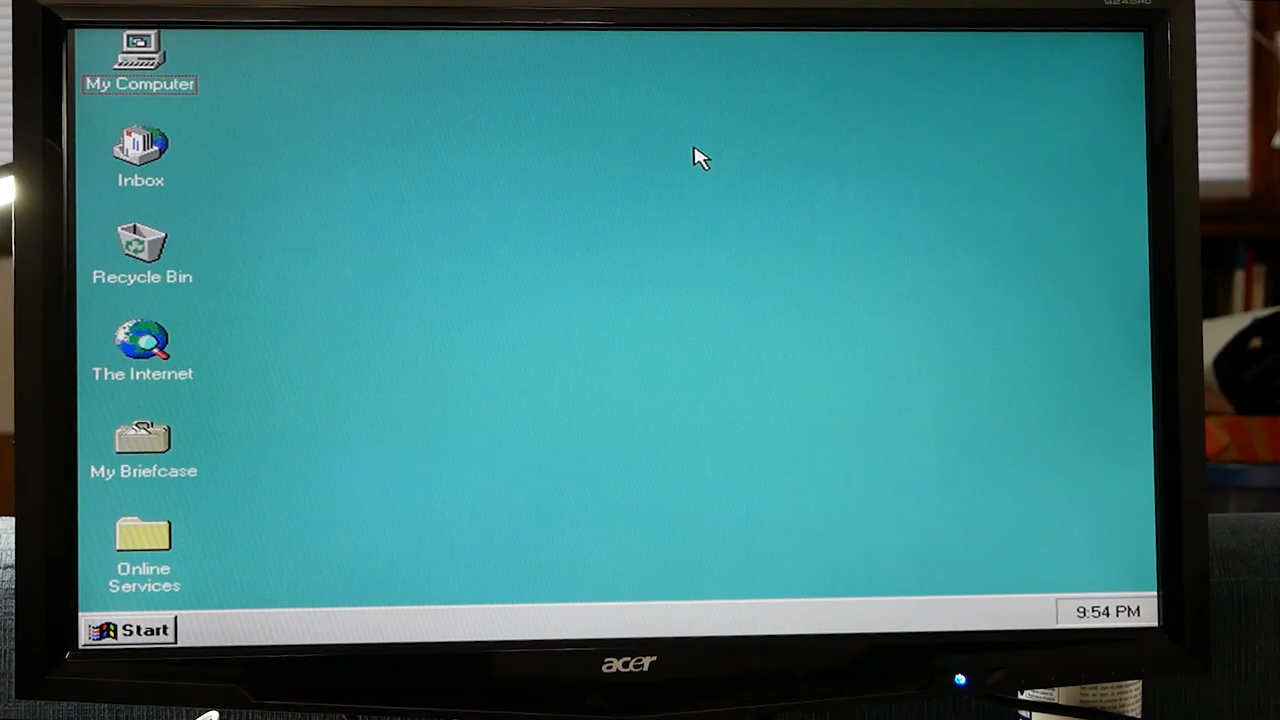 My Computer
Inbox
Recycle Bin
The Internet
My Briefcase
Online
Services
Start
9:54 PM
acer